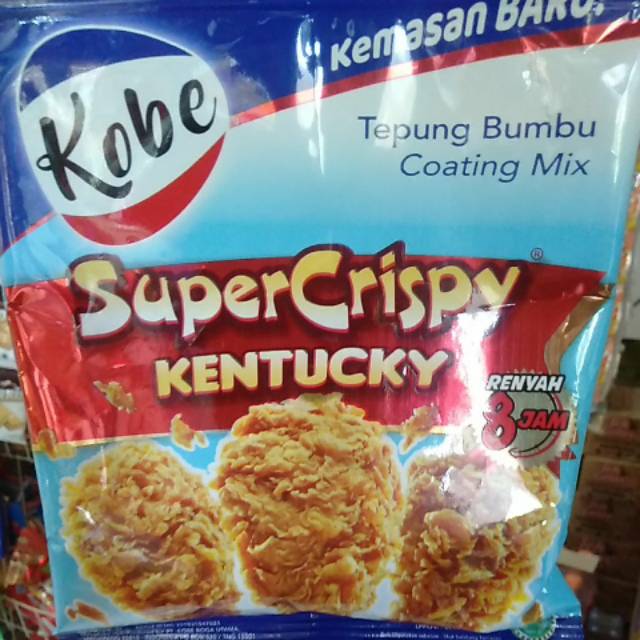 Kemasan BARU!
Kobe
Tepung Bumbu
Coating Mix
SuperCrispy®
KENTUCKY
RENYAH
8 JAM